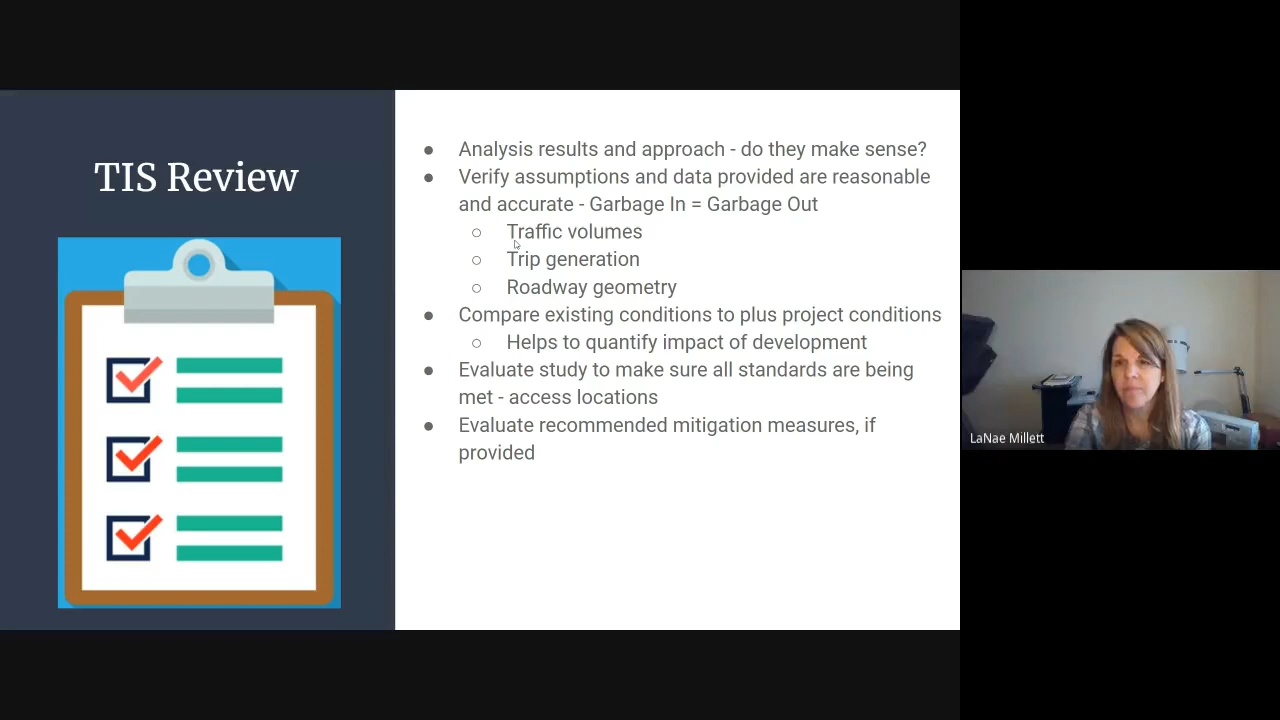 TIS Review
● Analysis results and approach - do they make sense?
● Verify assumptions and data provided are reasonable
and accurate - Garbage In = Garbage Out
○ Traffic volumes
○ Trip generation
○ Roadway geometry
● Compare existing conditions to plus project conditions
○ Helps to quantify impact of development
● Evaluate study to make sure all standards are being
met - access locations
● Evaluate recommended mitigation measures, if
provided
LaNae Millett